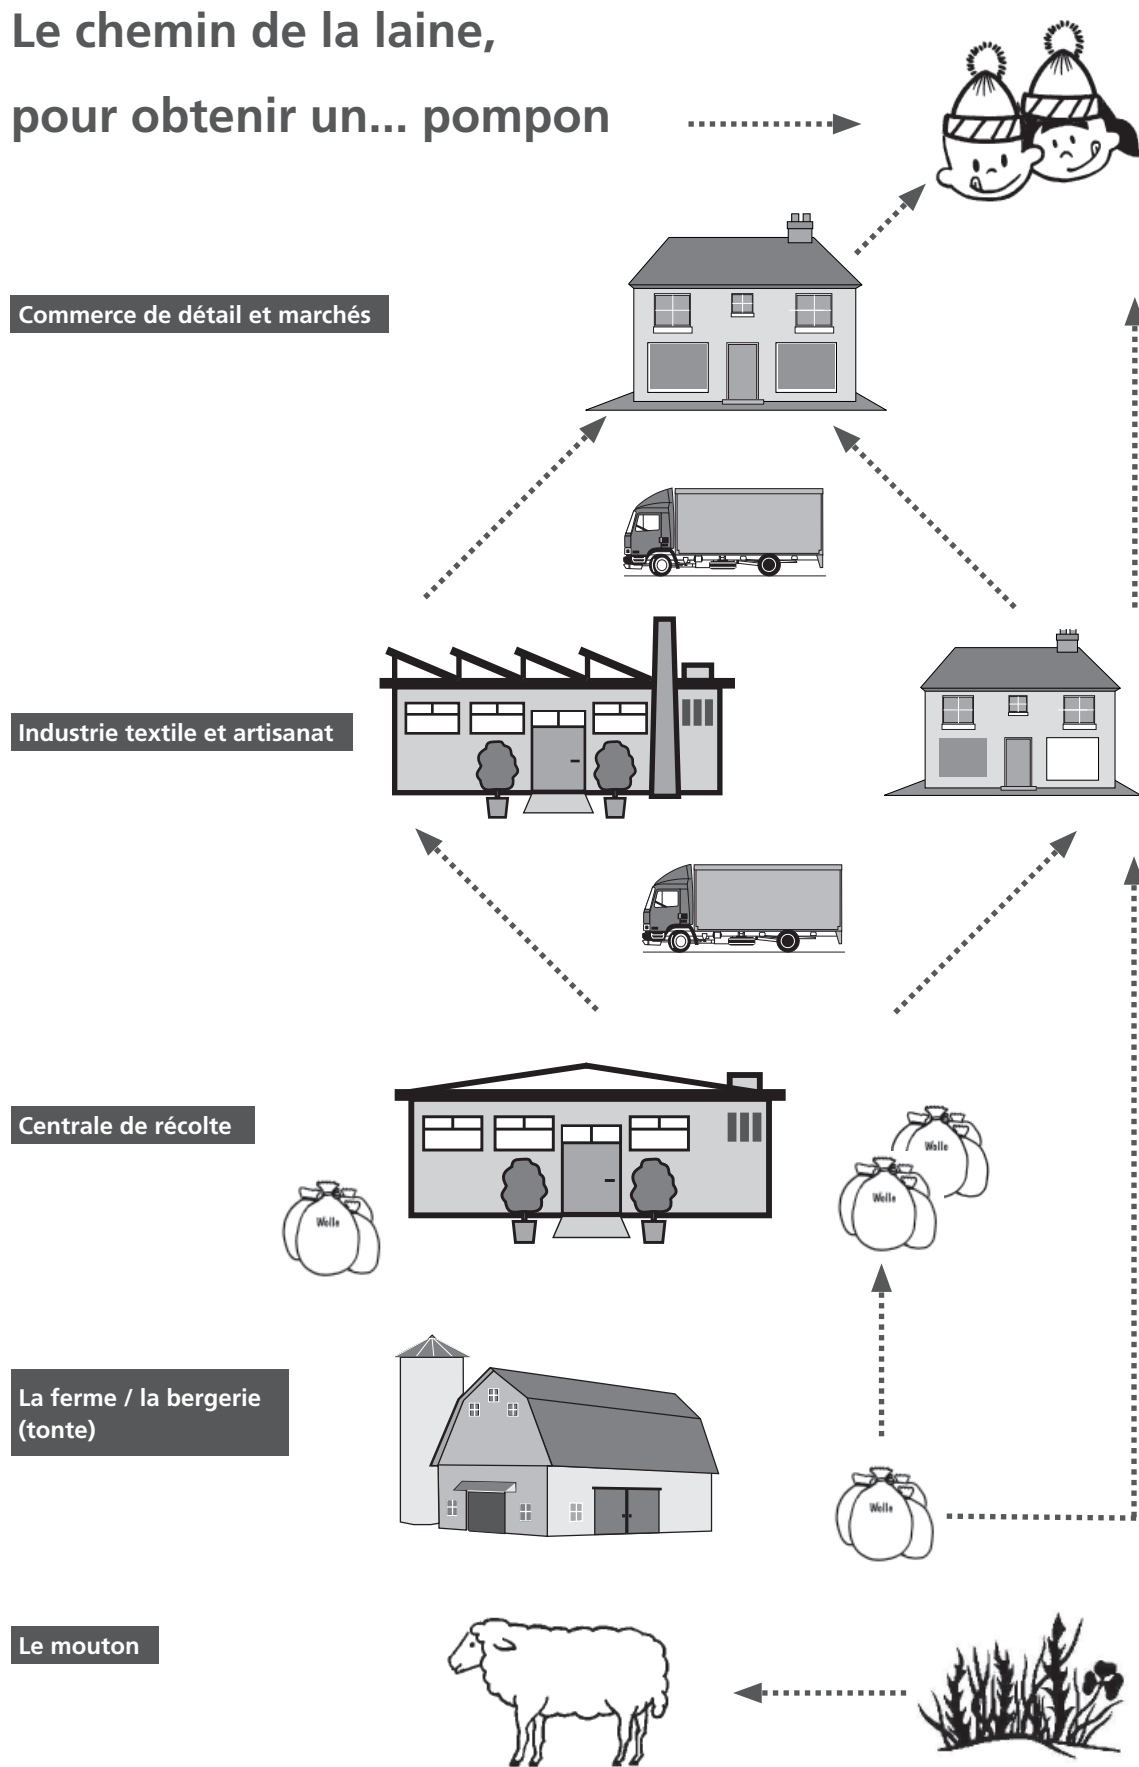 Le chemin de la laine,
pour obtenir un... pompon
Commerce de détail et marchés
Industrie textile et artisanat
Centrale de récolte
Wolle
Wolle
Wolle
La ferme / la bergerie
(tonte)
Wolle
Le mouton